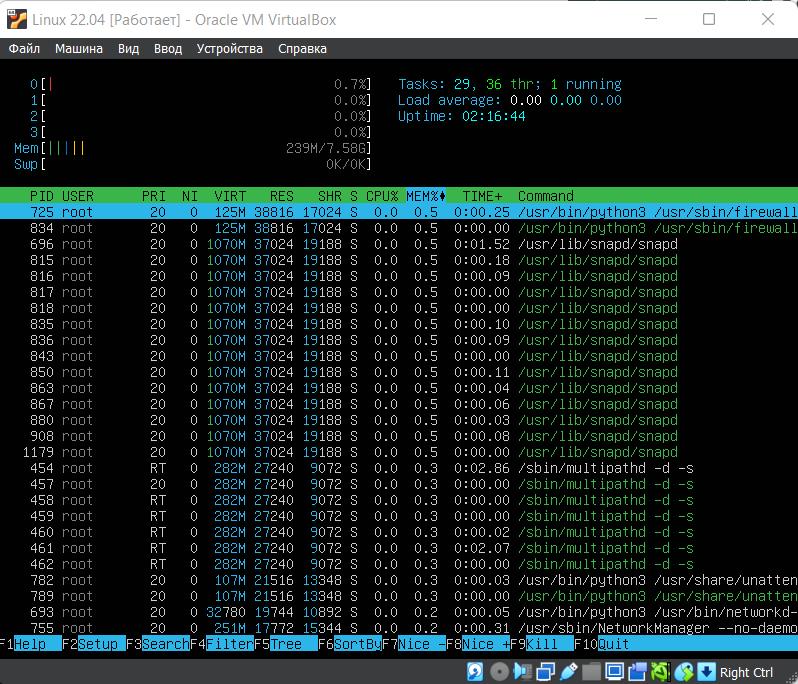 Linux 22.04 [Работает] - Oracle VM VirtualBox
Файл Машина Вид Ввод Устройства Справка
0[| 0.7%] Tasks: 29, 36 thr; 1 running
1[ 0.0%] Load average: 0.00 0.00 0.00
2[ 0.0%] Uptime: 02:16:44
3[ 0.0%]
Mem[||||| 239M/7.58G]
Swp[ 0K/0K]
PID USER PRI NI VIRT RES SHR S CPU% MEM% TIME+ Command
725 root 20 0 125M 38816 17024 S 0.0 0.5 0:00.25 /usr/bin/python3 /usr/sbin/firewall
834 root 20 0 125M 38816 17024 S 0.0 0.5 0:00.00 /usr/bin/python3 /usr/sbin/firewall
696 root 20 0 1070M 37024 19188 S 0.0 0.5 0:01.52 /usr/lib/snapd/snapd
815 root 20 0 1070M 37024 19188 S 0.0 0.5 0:00.18 /usr/lib/snapd/snapd
816 root 20 0 1070M 37024 19188 S 0.0 0.5 0:00.09 /usr/lib/snapd/snapd
817 root 20 0 1070M 37024 19188 S 0.0 0.5 0:00.00 /usr/lib/snapd/snapd
818 root 20 0 1070M 37024 19188 S 0.0 0.5 0:00.00 /usr/lib/snapd/snapd
835 root 20 0 1070M 37024 19188 S 0.0 0.5 0:00.10 /usr/lib/snapd/snapd
836 root 20 0 1070M 37024 19188 S 0.0 0.5 0:00.09 /usr/lib/snapd/snapd
843 root 20 0 1070M 37024 19188 S 0.0 0.5 0:00.00 /usr/lib/snapd/snapd
850 root 20 0 1070M 37024 19188 S 0.0 0.5 0:00.11 /usr/lib/snapd/snapd
863 root 20 0 1070M 37024 19188 S 0.0 0.5 0:00.04 /usr/lib/snapd/snapd
867 root 20 0 1070M 37024 19188 S 0.0 0.5 0:00.06 /usr/lib/snapd/snapd
880 root 20 0 1070M 37024 19188 S 0.0 0.5 0:00.03 /usr/lib/snapd/snapd
908 root 20 0 1070M 37024 19188 S 0.0 0.5 0:00.08 /usr/lib/snapd/snapd
1179 root 20 0 1070M 37024 19188 S 0.0 0.5 0:00.00 /usr/lib/snapd/snapd
454 root RT 0 282M 27240 9072 S 0.0 0.3 0:02.86 /sbin/multipathd -d -s
457 root RT 0 282M 27240 9072 S 0.0 0.3 0:00.00 /sbin/multipathd -d -s
458 root RT 0 282M 27240 9072 S 0.0 0.3 0:00.00 /sbin/multipathd -d -s
459 root RT 0 282M 27240 9072 S 0.0 0.3 0:00.00 /sbin/multipathd -d -s
460 root RT 0 282M 27240 9072 S 0.0 0.3 0:00.02 /sbin/multipathd -d -s
461 root RT 0 282M 27240 9072 S 0.0 0.3 0:02.07 /sbin/multipathd -d -s
462 root RT 0 282M 27240 9072 S 0.0 0.3 0:00.00 /sbin/multipathd -d -s
782 root 20 0 107M 21516 13348 S 0.0 0.3 0:00.03 /usr/bin/python3 /usr/share/unatten
789 root 20 0 107M 21516 13348 S 0.0 0.3 0:00.00 /usr/bin/python3 /usr/share/unatten
693 root 20 0 32780 19744 10892 S 0.0 0.2 0:00.05 /usr/bin/python3 /usr/bin/networkd-
755 root 20 0 251M 17772 15344 S 0.0 0.2 0:00.31 /usr/sbin/NetworkManager --no-daemo
F1Help F2Setup F3SearchF4FilterF5Tree F6SortByF7Nice -F8Nice +F9Kill F10Quit
Right Ctrl